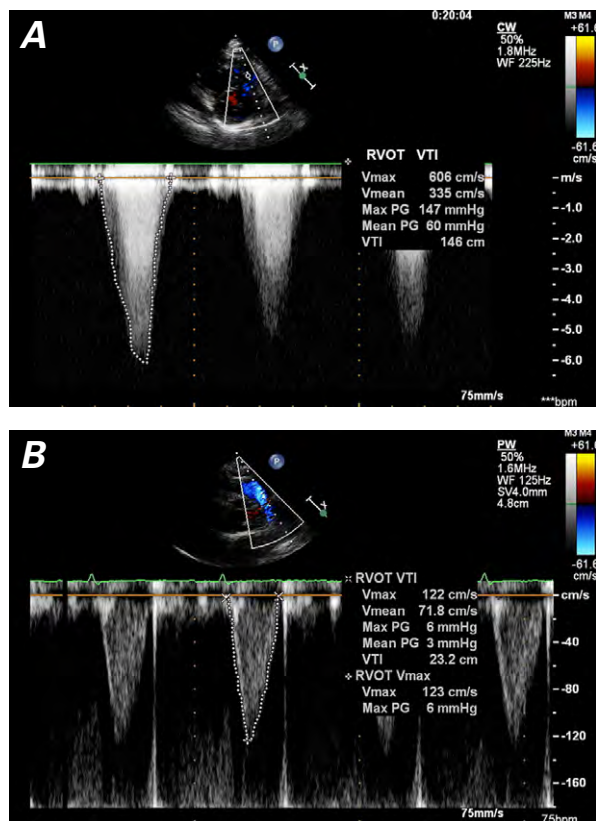 A
0:20:04
CW
50%
1.8MHz
WF 225Hz
M3 M4
+61.6
-61.6
cm/s
P
RVOT VTI
Vmax 606 cm/s
Vmean 335 cm/s
Max PG 147 mmHg
Mean PG 60 mmHg
VTI 146 cm
m/s
-1.0
-2.0
-3.0
-4.0
-5.0
-6.0
75mm/s
***bpm
B
PW
50%
1.6MHz
WF 125Hz
SV4.0mm
4.8cm
M3 M4
+61.6
-61.6
cm/s
P
RVOT VTI
Vmax 122 cm/s
Vmean 71.8 cm/s
Max PG 6 mmHg
Mean PG 3 mmHg
VTI 23.2 cm
RVOT Vmax
Vmax 123 cm/s
Max PG 6 mmHg
cm/s
-40
-80
-120
-160
75mm/s
75bpm